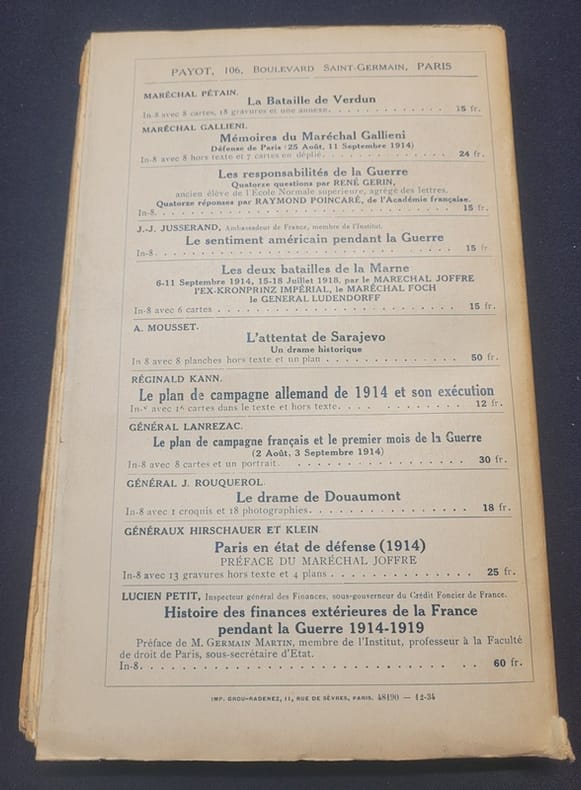 PAYOT, 106, BOULEVARD SAINT-GERMAIN, PARIS
MARÉCHAL PÉTAIN.
La Bataille de Verdun
In-8 avec 8 cartes, 18 gravures et une annexe. . . . . . . . . . . . 15 fr.
MARÉCHAL GALLIENI.
Mémoires du Maréchal Gallieni
Défense de Paris (25 Août, 11 Septembre 1914)
In-8 avec 8 hors texte et 7 cartes en déplié. . . . . . . . . . . . 24 fr.
Les responsabilités de la Guerre
Quatorze questions par RENÉ GERIN,
ancien élève de l'École Normale supérieure, agrégé des lettres.
Quatorze réponses par RAYMOND POINCARÉ, de l'Académie française.
In-8. . . . . . . . . . . . 15 fr.
J.-J. JUSSERAND, Ambassadeur de France, membre de l'Institut.
Le sentiment américain pendant la Guerre
In-8. . . . . . . . . . . . 15 fr.
Les deux batailles de la Marne
6-11 Septembre 1914, 15-18 Juillet 1918, par le MARECHAL JOFFRE
l'EX-KRONPRINZ IMPÉRIAL, le MARÉCHAL FOCH
le GENERAL LUDENDORFF
In-8 avec 6 cartes . . . . . . . . . . . . 15 fr.
A. MOUSSET.
L'attentat de Sarajevo
Un drame historique
In 8 avec 8 planches hors texte et un plan . . . . . . . . . . . . 50 fr.
RÉGINALD KANN.
Le plan de campagne allemand de 1914 et son exécution
In-8 avec 16 cartes dans le texte et hors texte. . . . . . . . . . . . 12 fr.
GÉNÉRAL LANREZAC.
Le plan de campagne français et le premier mois de la Guerre
(2 Août, 3 Septembre 1914)
In-8 avec 8 cartes et un portrait. . . . . . . . . . . . 30 fr.
GÉNÉRAL J. ROUQUEROL.
Le drame de Douaumont
In-8 avec 1 croquis et 18 photographies. . . . . . . . . . . . 18 fr.
GÉNÉRAUX HIRSCHAUER ET KLEIN
Paris en état de défense (1914)
PRÉFACE DU MARÉCHAL JOFFRE
In-8 avec 13 gravures hors texte et 4 plans . . . . . . . . . . . . 25 fr.
LUCIEN PETIT, Inspecteur général des Finances, sous-gouverneur du Crédit Foncier de France.
Histoire des finances extérieures de la France
pendant la Guerre 1914-1919
Préface de M. GERMAIN MARTIN, membre de l'Institut, professeur à la Faculté
de droit de Paris, sous-secrétaire d'Etat.
In-8. . . . . . . . . . . . 60 fr.
IMP. GROU-RADENEZ, 11, RUE DE SÈVRES, PARIS. 48190 — 12-34